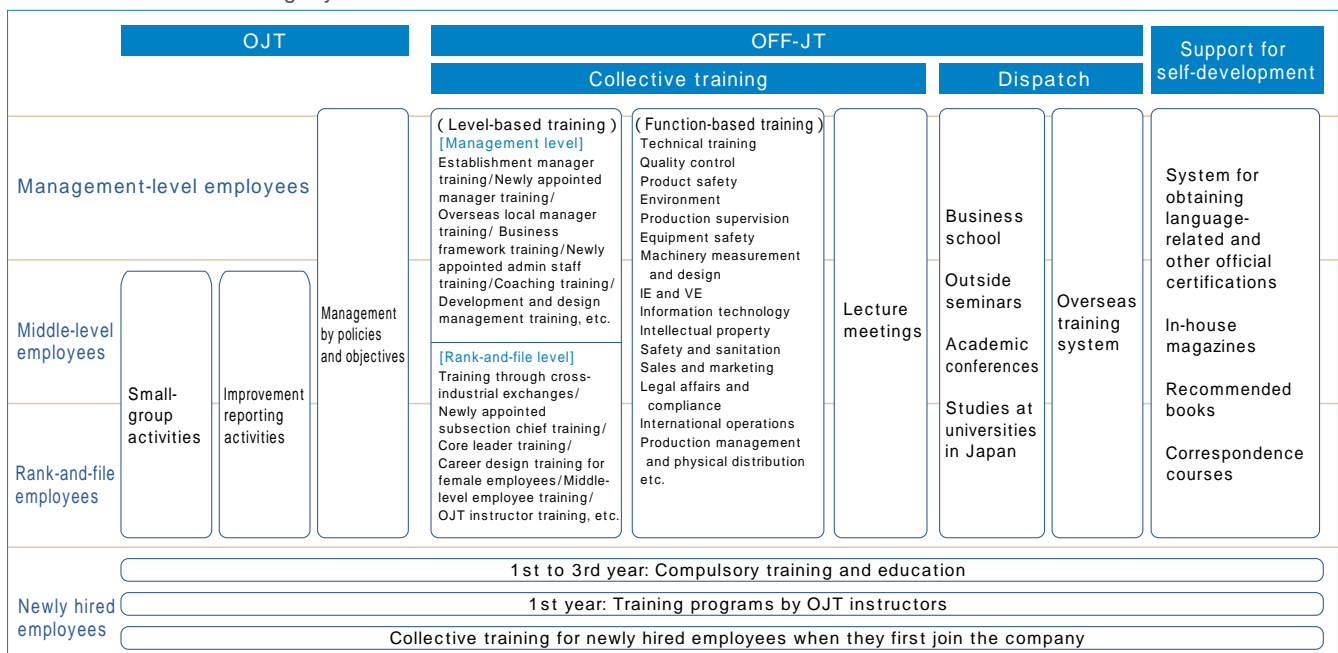 OJT
OFF-JT
Support for
self-development
Collective training
Dispatch
Management-level employees
Middle-level
employees
Rank-and-file
employees
Newly hired
employees
Small-
group
activities
Improvement
reporting
activities
Management
by policies
and objectives
(Level-based training)
[Management level]
Establishment manager
training/Newly appointed
manager training/
Overseas local manager
training/ Business
framework training/Newly
appointed admin staff
training/Coaching training/
Development and design
management training, etc.
[Rank-and-file level]
Training through cross-
industrial exchanges/
Newly appointed
subsection chief training/
Core leader training/
Career design training for
female employees/Middle-
level employee training/
OJT instructor training, etc.
(Function-based training)
Technical training
Quality control
Product safety
Environment
Production supervision
Equipment safety
Machinery measurement
and design
IE and VE
Information technology
Intellectual property
Safety and sanitation
Sales and marketing
Legal affairs and
compliance
International operations
Production management
and physical distribution
etc.
Lecture
meetings
Business
school
Outside
seminars
Academic
conferences
Studies at
universities
in Japan
Overseas
training
system
System for
obtaining
language-
related and
other official
certifications
In-house
magazines
Recommended
books
Correspondence
courses
1st to 3rd year: Compulsory training and education
1st year: Training programs by OJT instructors
Collective training for newly hired employees when they first join the company